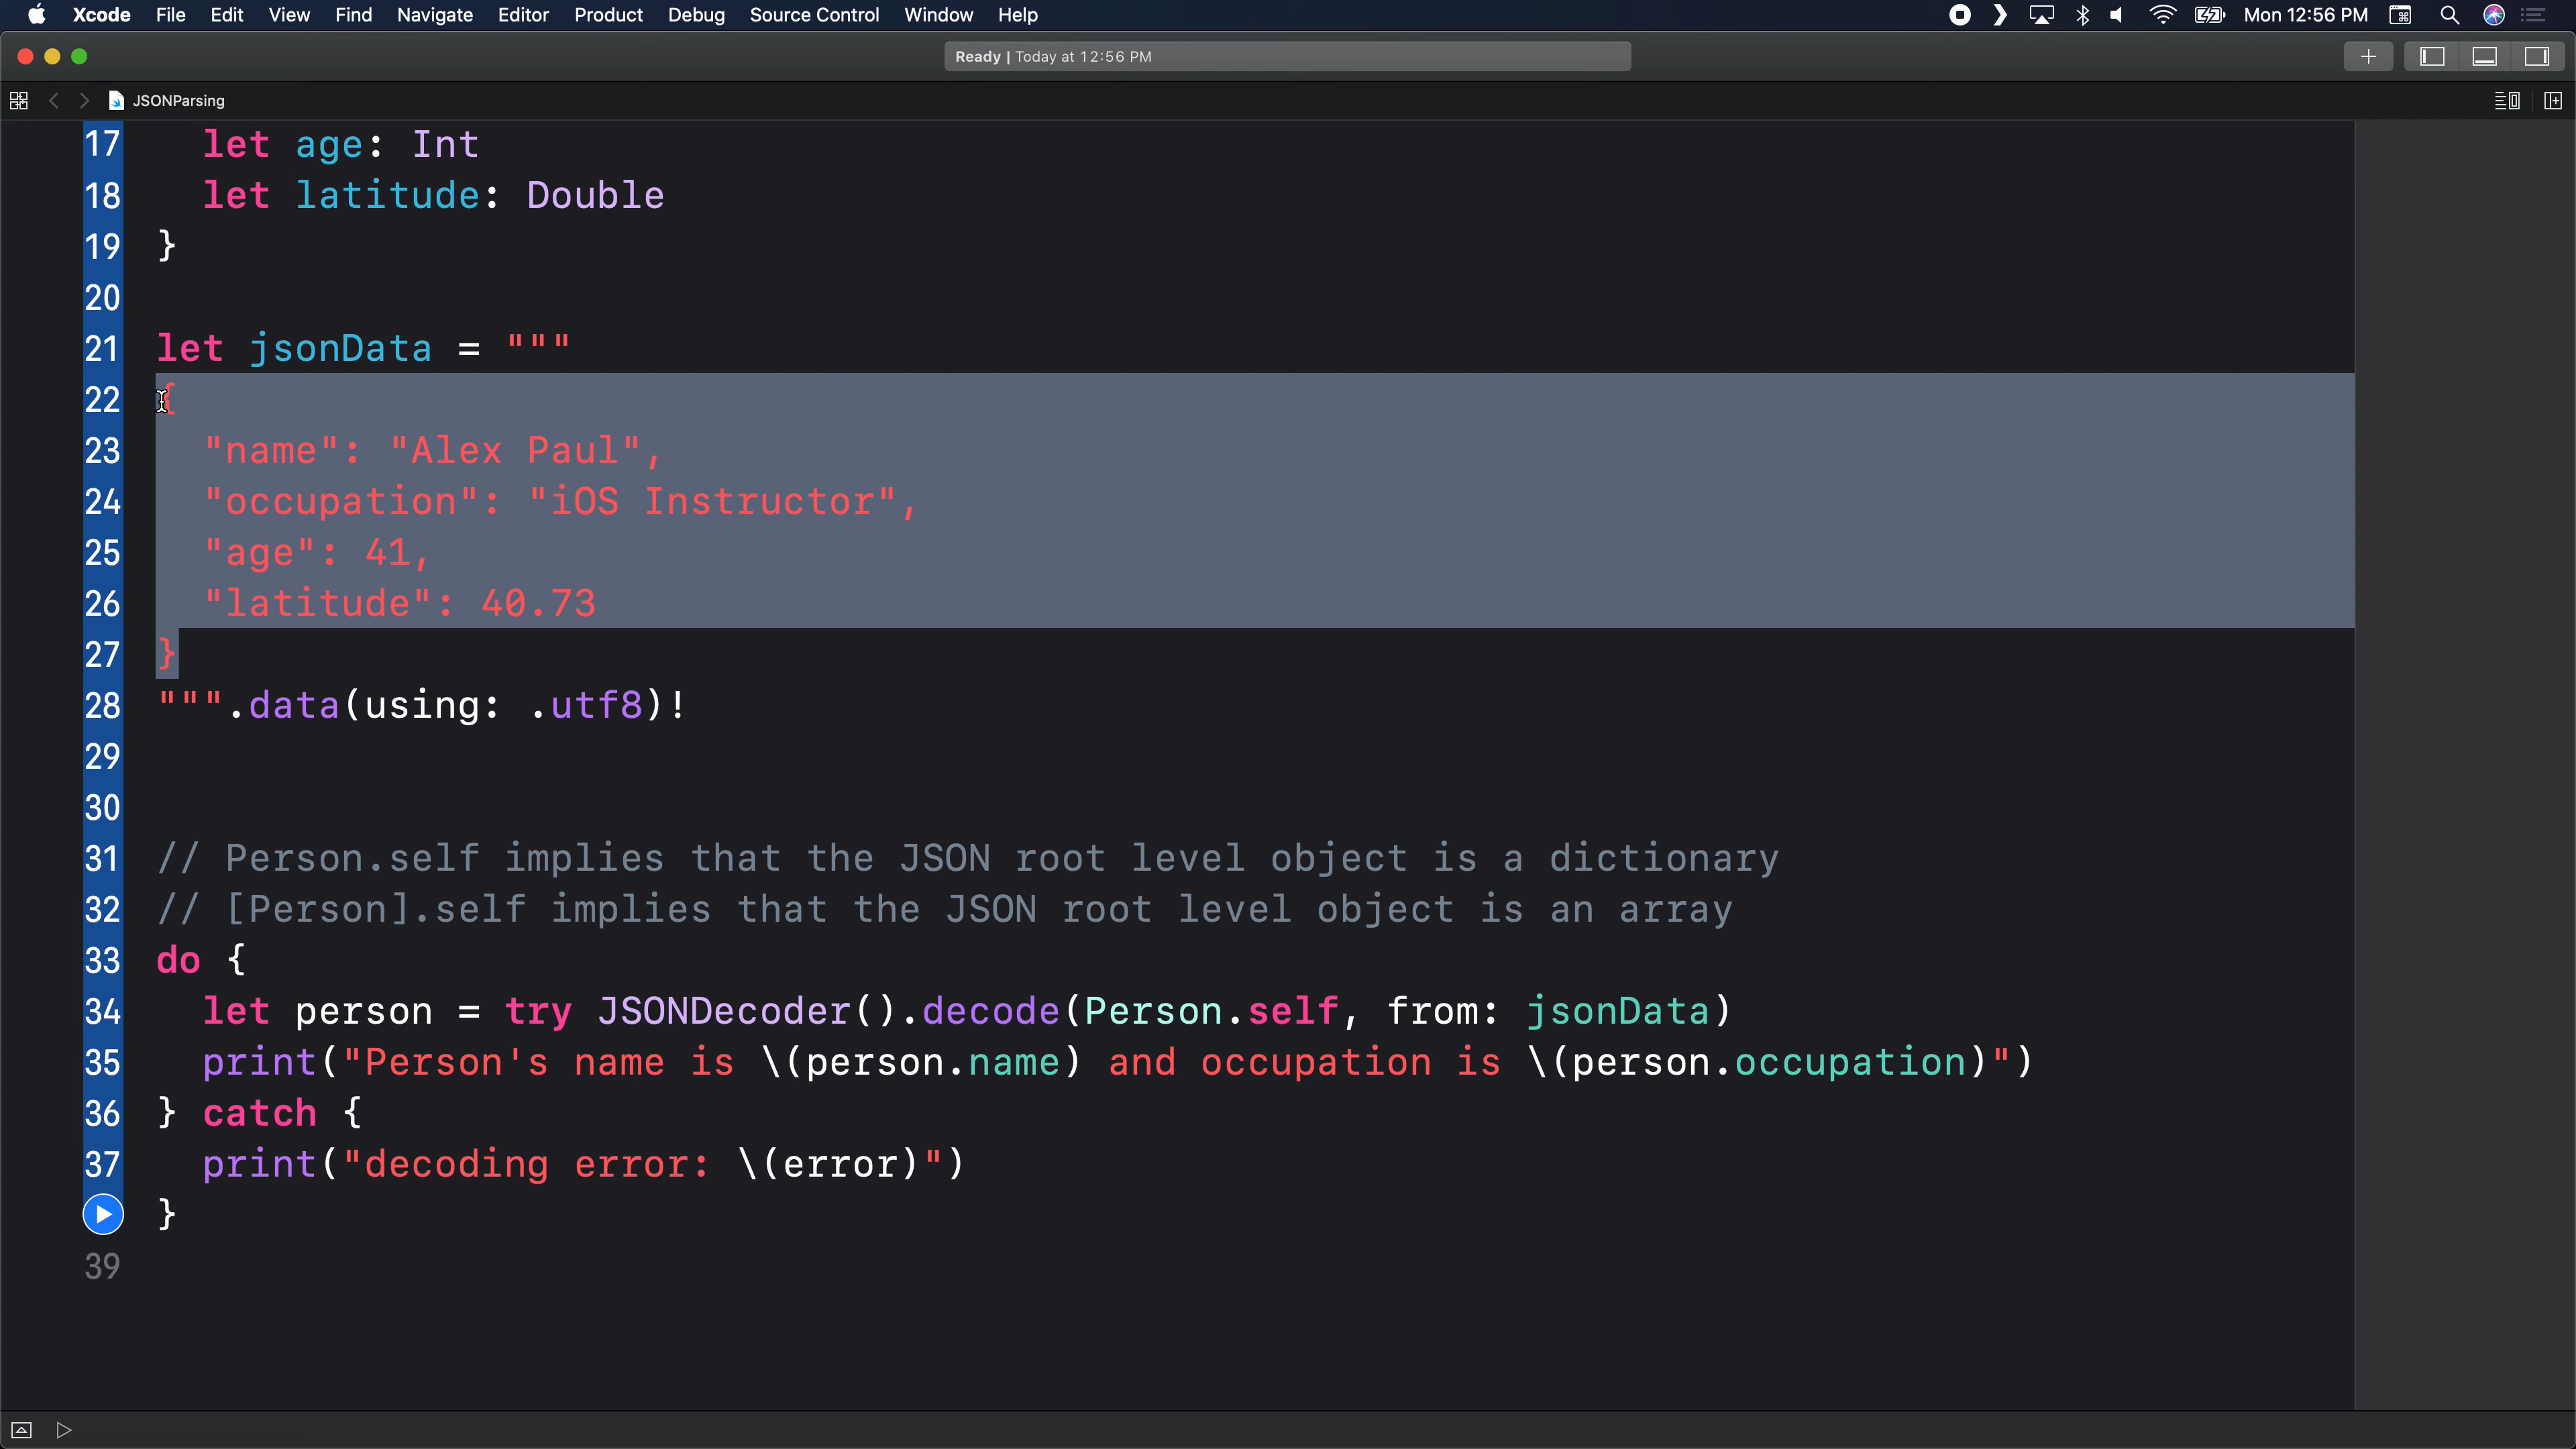 Xcode File Edit View Find Navigate Editor Product Debug Source Control Window Help Mon 12:56 PM
Ready | Today at 12:56 PM
JSONParsing
17 let age: Int
18 let latitude: Double
19 }
20
21 let jsonData = """
22 {
23 "name": "Alex Paul",
24 "occupation": "iOS Instructor",
25 "age": 41,
26 "latitude": 40.73
27 }
28 """.data(using: .utf8)!
29
30
31 // Person.self implies that the JSON root level object is a dictionary
32 // [Person].self implies that the JSON root level object is an array
33 do {
34 let person = try JSONDecoder().decode(Person.self, from: jsonData)
35 print("Person's name is \(person.name) and occupation is \(person.occupation)")
36 } catch {
37 print("decoding error: \(error)")
}
39